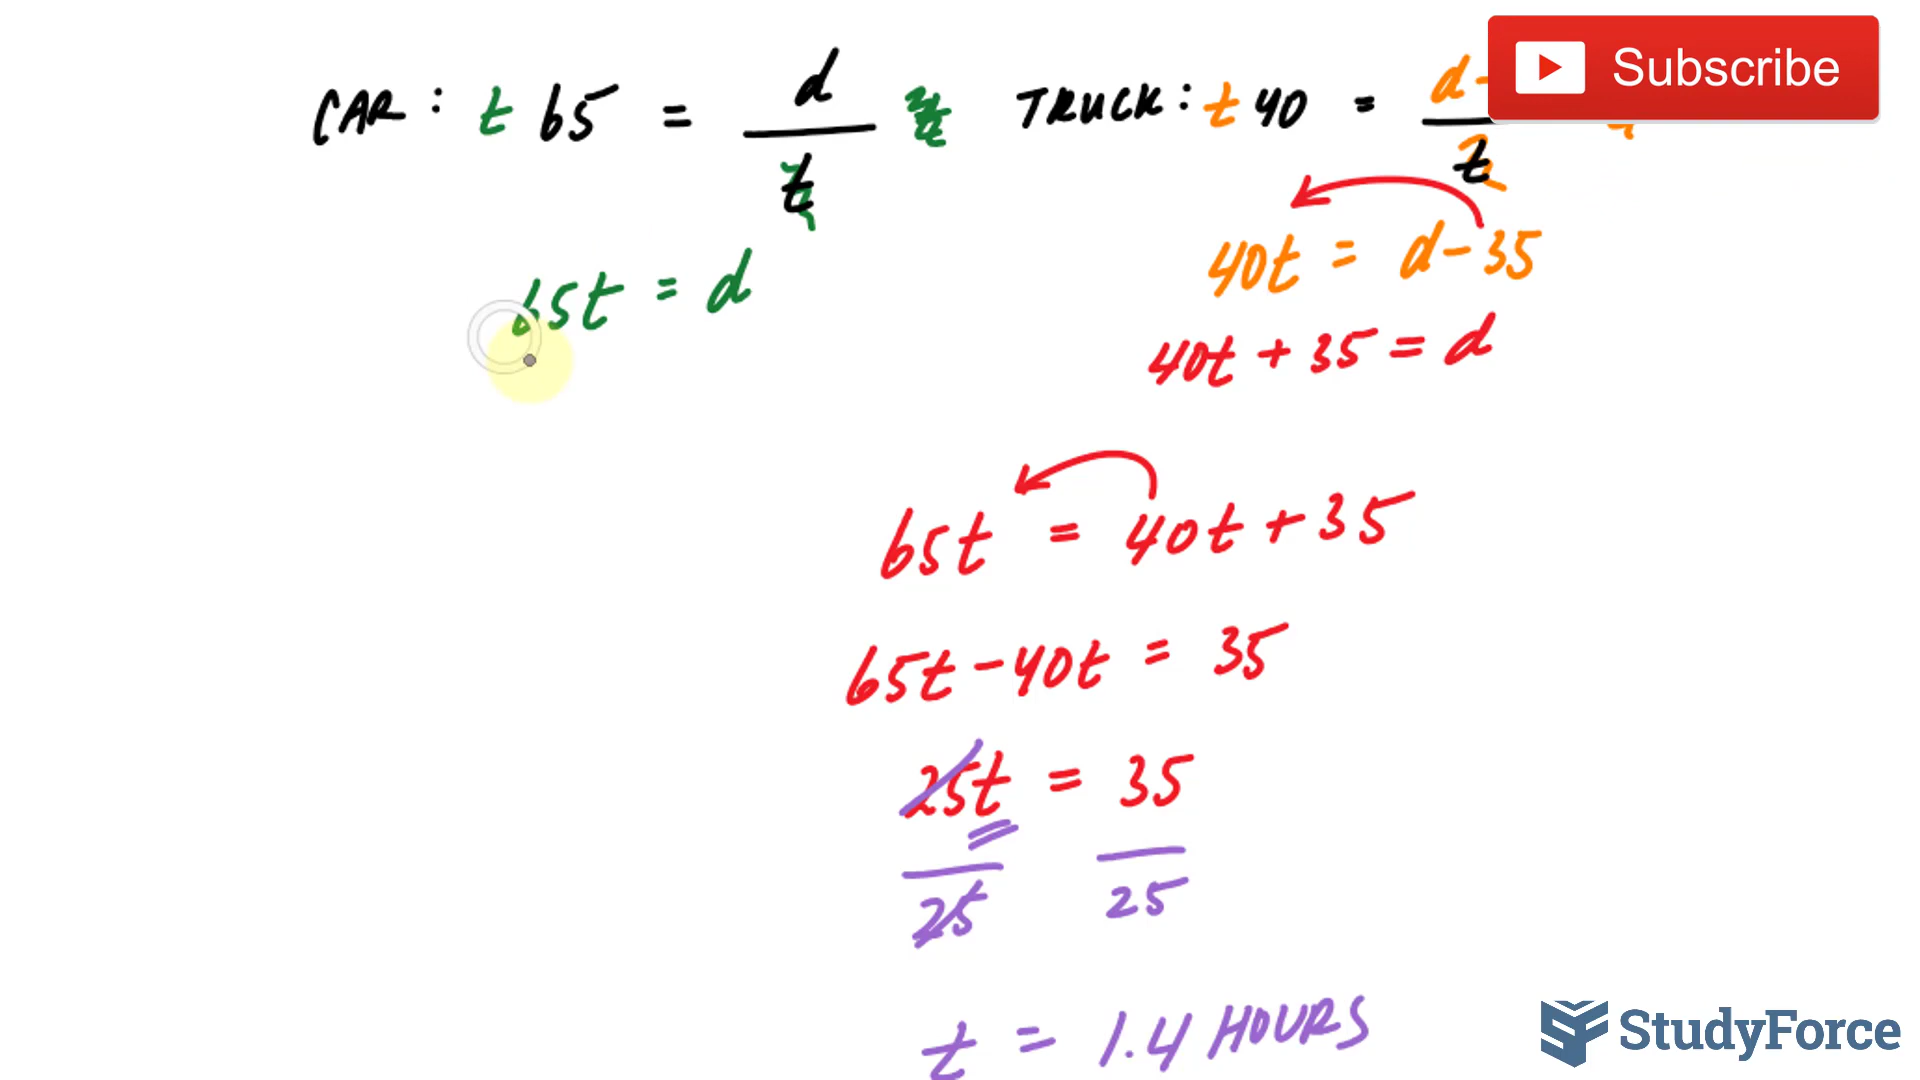 CAR: t 65 = d/t t TRUCK: t 40 = d-
Subscribe
65t = d
40t = d - 35
40t + 35 = d
65t = 40t + 35
65t - 40t = 35
25t = 35
25 25
t = 1.4 HOURS
StudyForce